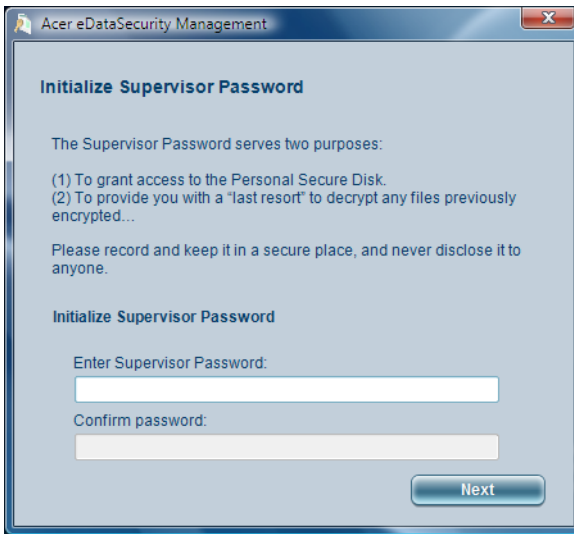 Acer eDataSecurity Management
Initialize Supervisor Password
The Supervisor Password serves two purposes:
(1) To grant access to the Personal Secure Disk.
(2) To provide you with a “last resort” to decrypt any files previously
encrypted...
Please record and keep it in a secure place, and never disclose it to
anyone.
Initialize Supervisor Password
Enter Supervisor Password:
Confirm password:
Next